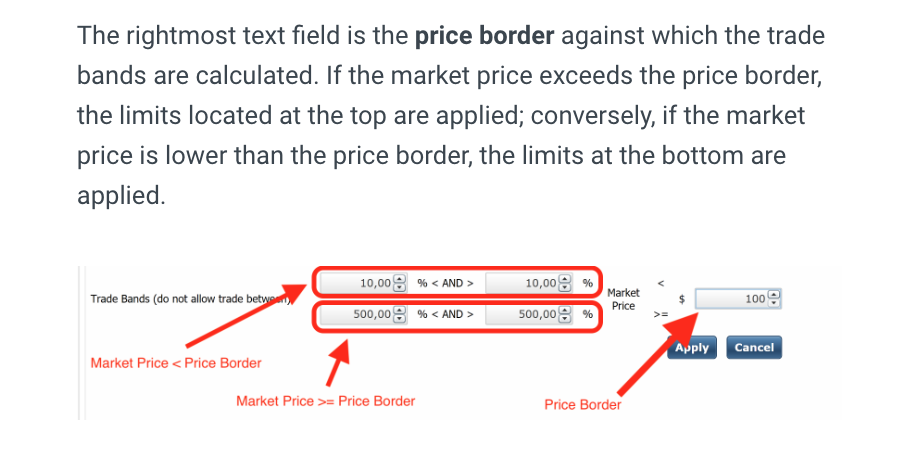 The rightmost text field is the price border against which the trade
bands are calculated. If the market price exceeds the price border,
the limits located at the top are applied; conversely, if the market
price is lower than the price border, the limits at the bottom are
applied.
10,00 % < AND > 10,00 %
Trade Bands (do not allow trade between)
Market Price
<
>=
$ 100
500,00 % < AND > 500,00 %
Apply Cancel
Market Price < Price Border
Market Price >= Price Border
Price Border